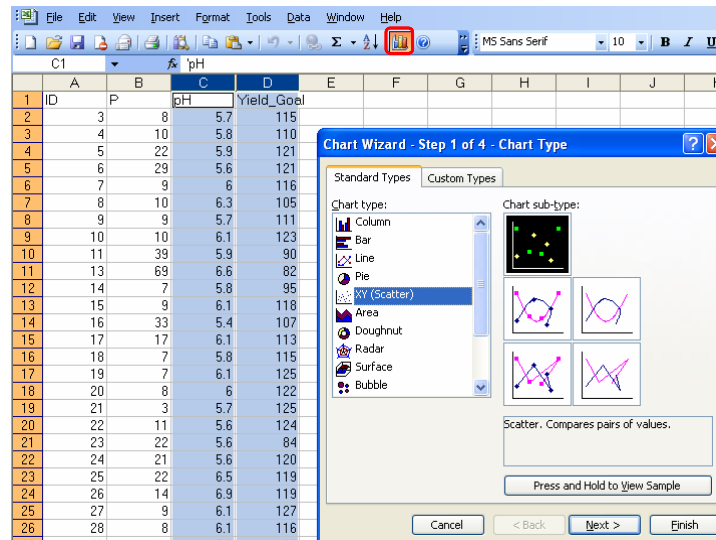 File Edit View Insert Format Tools Data Window Help
MS Sans Serif 10 B I U
C1 fx 'pH
A B C D E F G H I J
1 ID P pH Yield_Goal
2 3 8 5.7 115
3 4 10 5.8 110
4 5 22 5.9 121
5 6 29 5.6 121
6 7 9 6 116
7 8 10 6.3 105
8 9 9 5.7 111
9 10 10 6.1 123
10 11 39 5.9 90
11 13 69 6.6 82
12 14 7 5.8 95
13 15 9 6.1 118
14 16 33 5.4 107
15 17 17 6.1 113
16 18 7 5.8 115
17 19 7 6.1 125
18 20 8 6 122
19 21 3 5.7 125
20 22 11 5.6 124
21 23 22 5.6 84
22 24 21 5.6 120
23 25 22 6.5 119
24 26 14 6.9 119
25 27 9 6.1 127
26 28 8 6.1 116
Chart Wizard - Step 1 of 4 - Chart Type
Standard Types Custom Types
Chart type:
Column
Bar
Line
Pie
XY (Scatter)
Area
Doughnut
Radar
Surface
Bubble
Chart sub-type:
Scatter. Compares pairs of values.
Press and Hold to View Sample
Cancel < Back Next > Finish